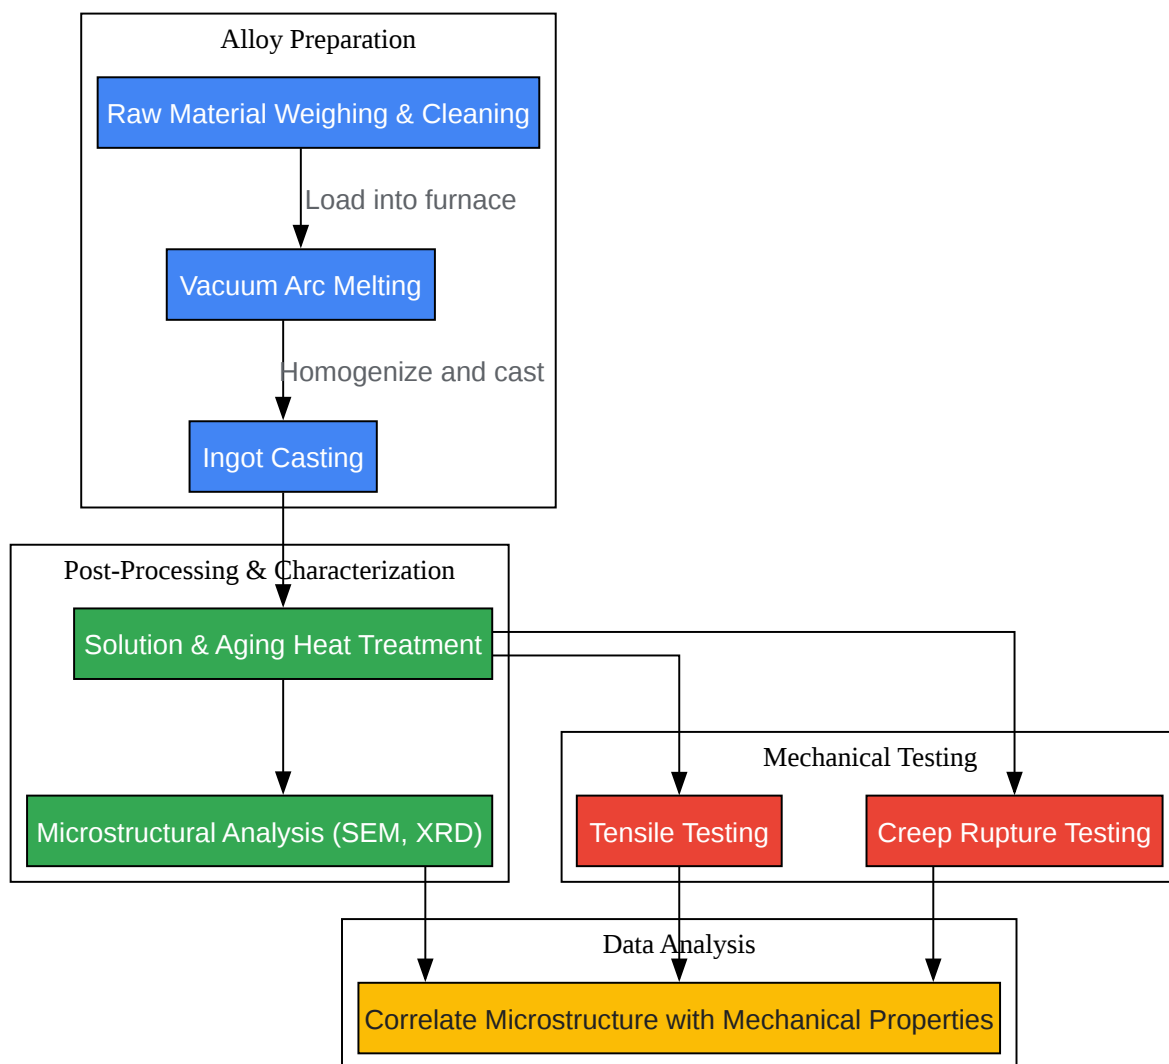 Alloy Preparation
Raw Material Weighing & Cleaning
Load into furnace
Vacuum Arc Melting
Homogenize and cast
Ingot Casting
Post-Processing & Characterization
Solution & Aging Heat Treatment
Mechanical Testing
Microstructural Analysis (SEM, XRD)
Tensile Testing
Creep Rupture Testing
Data Analysis
Correlate Microstructure with Mechanical Properties